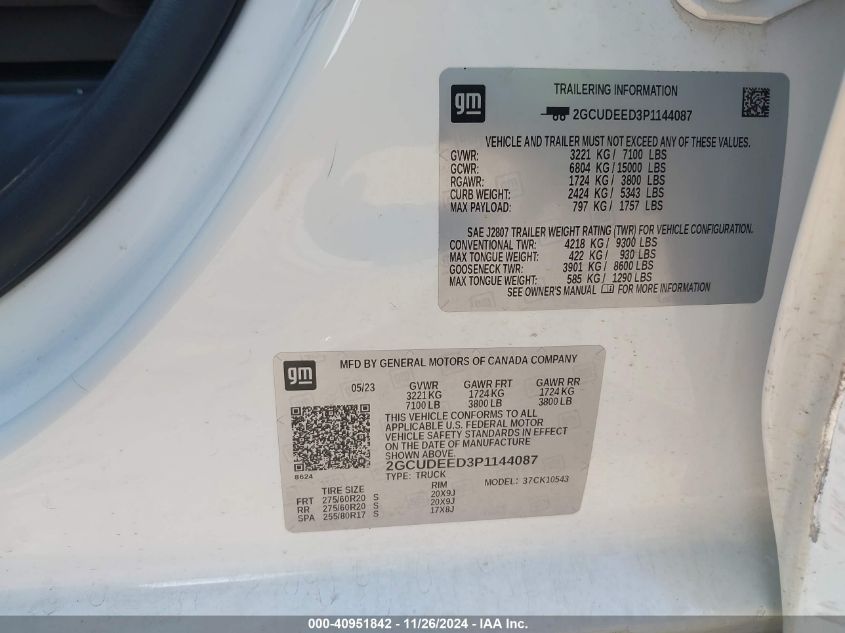 gm
TRAILERING INFORMATION
2GCUDEED3P1144087
VEHICLE AND TRAILER MUST NOT EXCEED ANY OF THESE VALUES.
GVWR: 3221 KG / 7100 LBS
GCWR: 6804 KG / 15000 LBS
RGAWR: 1724 KG / 3800 LBS
CURB WEIGHT: 2424 KG / 5343 LBS
MAX PAYLOAD: 797 KG / 1757 LBS
SAE J2807 TRAILER WEIGHT RATING (TWR) FOR VEHICLE CONFIGURATION.
CONVENTIONAL TWR: 4218 KG / 9300 LBS
MAX TONGUE WEIGHT: 422 KG / 930 LBS
GOOSENECK TWR: 3901 KG / 8600 LBS
MAX TONGUE WEIGHT: 585 KG / 1290 LBS
SEE OWNER'S MANUAL FOR MORE INFORMATION
gm
MFD BY GENERAL MOTORS OF CANADA COMPANY
05/23 GVWR GAWR FRT GAWR RR
3221 KG 1724 KG 1724 KG
7100 LB 3800 LB 3800 LB
THIS VEHICLE CONFORMS TO ALL
APPLICABLE U.S. FEDERAL MOTOR
VEHICLE SAFETY STANDARDS IN EFFECT
ON THE DATE OF MANUFACTURE
SHOWN ABOVE.
2GCUDEED3P1144087
8624
TYPE: TRUCK MODEL: 37CK10543
TIRE SIZE RIM
FRT 275/60R20 S 20X9J
RR 275/60R20 S 20X9J
SPA 255/80R17 S 17X8J
000-40951842 - 11/26/2024 - IAA Inc.